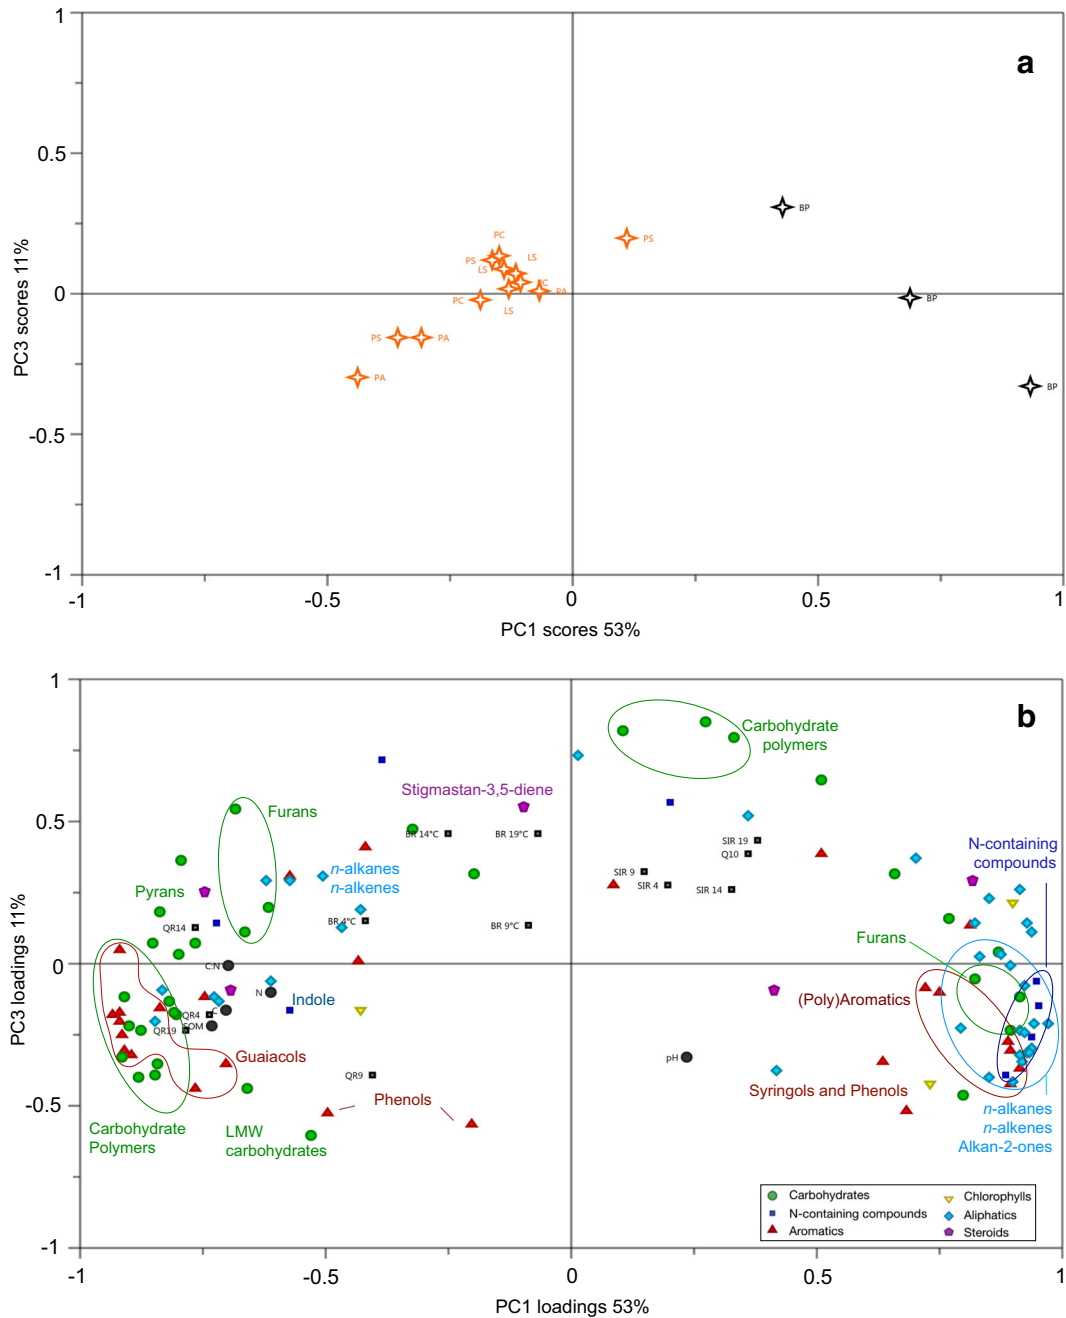 1
a
0.5
BP
PC
PS
PS
LS
LS
PC
PA
0
BP
PC
LS
PS
PA
PA
BP
-0.5
-1
-1
-0.5
0
0.5
1
PC3 scores 11%
PC1 scores 53%
1
b
Carbohydrate
polymers
Stigmastan-3,5-diene
Furans
0.5
BR 14°C
BR 19°C
SIR 19
Q10
N-containing
compounds
n-alkanes
n-alkenes
SIR 9
SIR 4
SIR 14
Pyrans
QR14
BR 4°C
BR 9°C
Furans
0
C:N
N
Indole
(Poly)Aromatics
C
QR4
SOM
QR19
Guaiacols
pH
QR9
Phenols
Syringols and Phenols
-0.5
n-alkanes
n-alkenes
Alkan-2-ones
Carbohydrate
Polymers
LMW
carbohydrates
Carbohydrates
N-containing compounds
Aromatics
Chlorophylls
Aliphatics
Steroids
-1
-1
-0.5
0
0.5
1
PC3 loadings 11%
PC1 loadings 53%